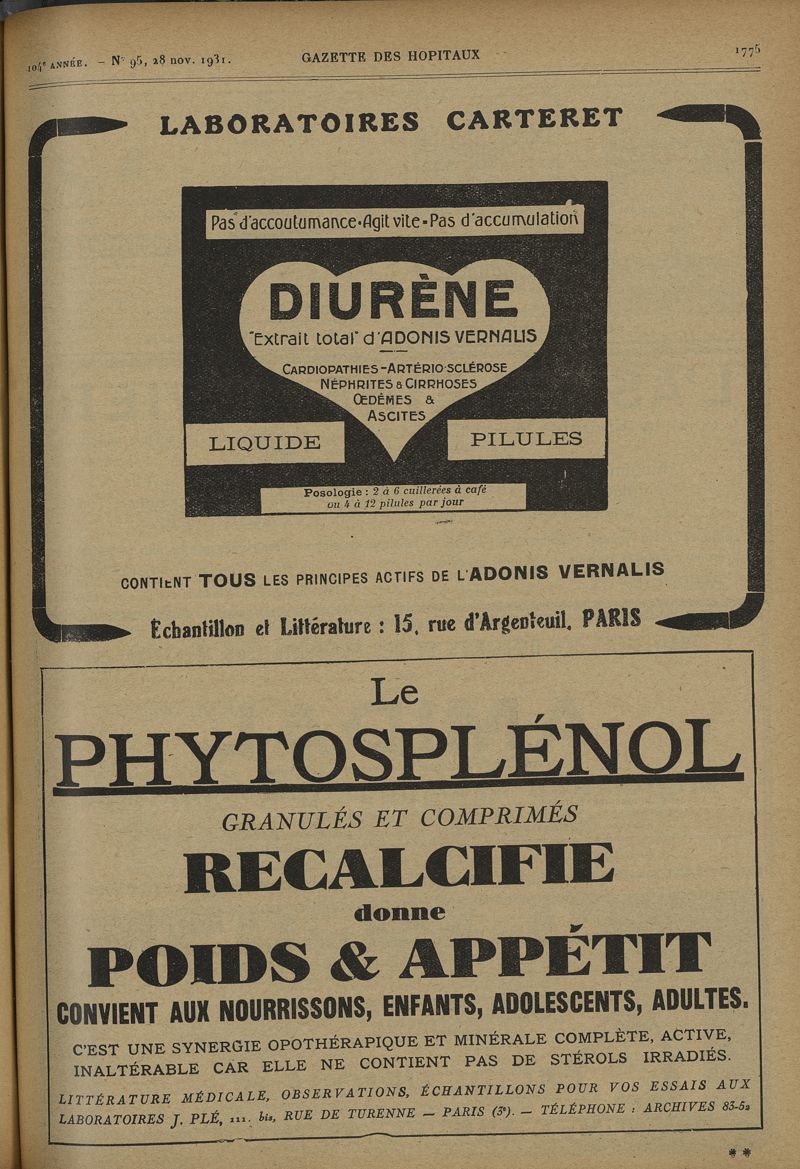 104e ANNÉE. – N° 95, 28 nov. 1931. GAZETTE DES HOPITAUX 1775
LABORATOIRES CARTERET
Pas d'accoutumance·Agit vite-Pas d'accumulation
DIURÈNE
"Extrait total" d'ADONIS VERNALIS
CARDIOPATHIES-ARTÉRIO-SCLÉROSE
NÉPHRITES & CIRRHOSES
ŒDÈMES &
ASCITES
LIQUIDE PILULES
Posologie : 2 à 6 cuillerées à café
ou 4 à 12 pilules par jour
CONTIENT TOUS LES PRINCIPES ACTIFS DE L'ADONIS VERNALIS
Echantillon et Littérature : 15, rue d'Argenteuil. PARIS
Le
PHYTOSPLÉNOL
GRANULÉS ET COMPRIMÉS
RECALCIFIE
donne
POIDS & APPÉTIT
CONVIENT AUX NOURRISSONS, ENFANTS, ADOLESCENTS, ADULTES.
C'EST UNE SYNERGIE OPOTHÉRAPIQUE ET MINÉRALE COMPLÈTE, ACTIVE,
INALTÉRABLE CAR ELLE NE CONTIENT PAS DE STÉROLS IRRADIÉS.
LITTÉRATURE MÉDICALE, OBSERVATIONS, ÉCHANTILLONS POUR VOS ESSAIS AUX
LABORATOIRES J. PLÉ, 111. bis, RUE DE TURENNE – PARIS (3e). – TÉLÉPHONE : ARCHIVES 83-52
* *